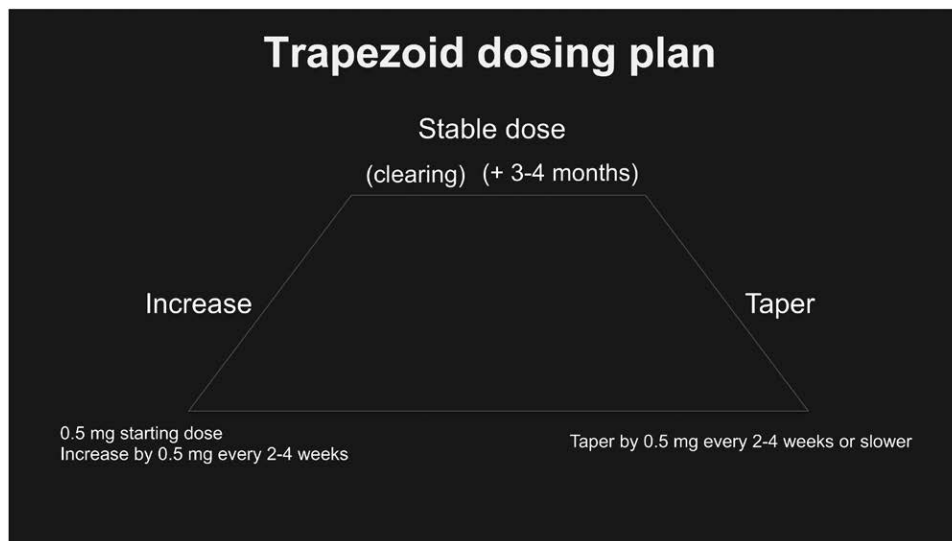 Trapezoid dosing plan
Stable dose
(clearing) (+ 3-4 months)
Increase
Taper
0.5 mg starting dose
Increase by 0.5 mg every 2-4 weeks
Taper by 0.5 mg every 2-4 weeks or slower